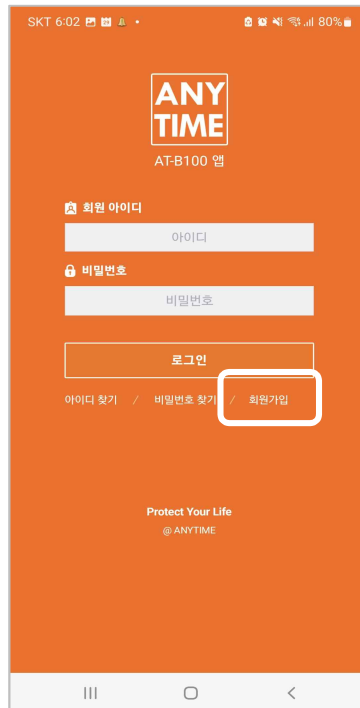 SKT 6:02
80%
ANY
TIME
AT-B100 앱
회원 아이디
아이디
비밀번호
비밀번호
로그인
아이디 찾기 / 비밀번호 찾기 / 회원가입
Protect Your Life
@ ANYTIME